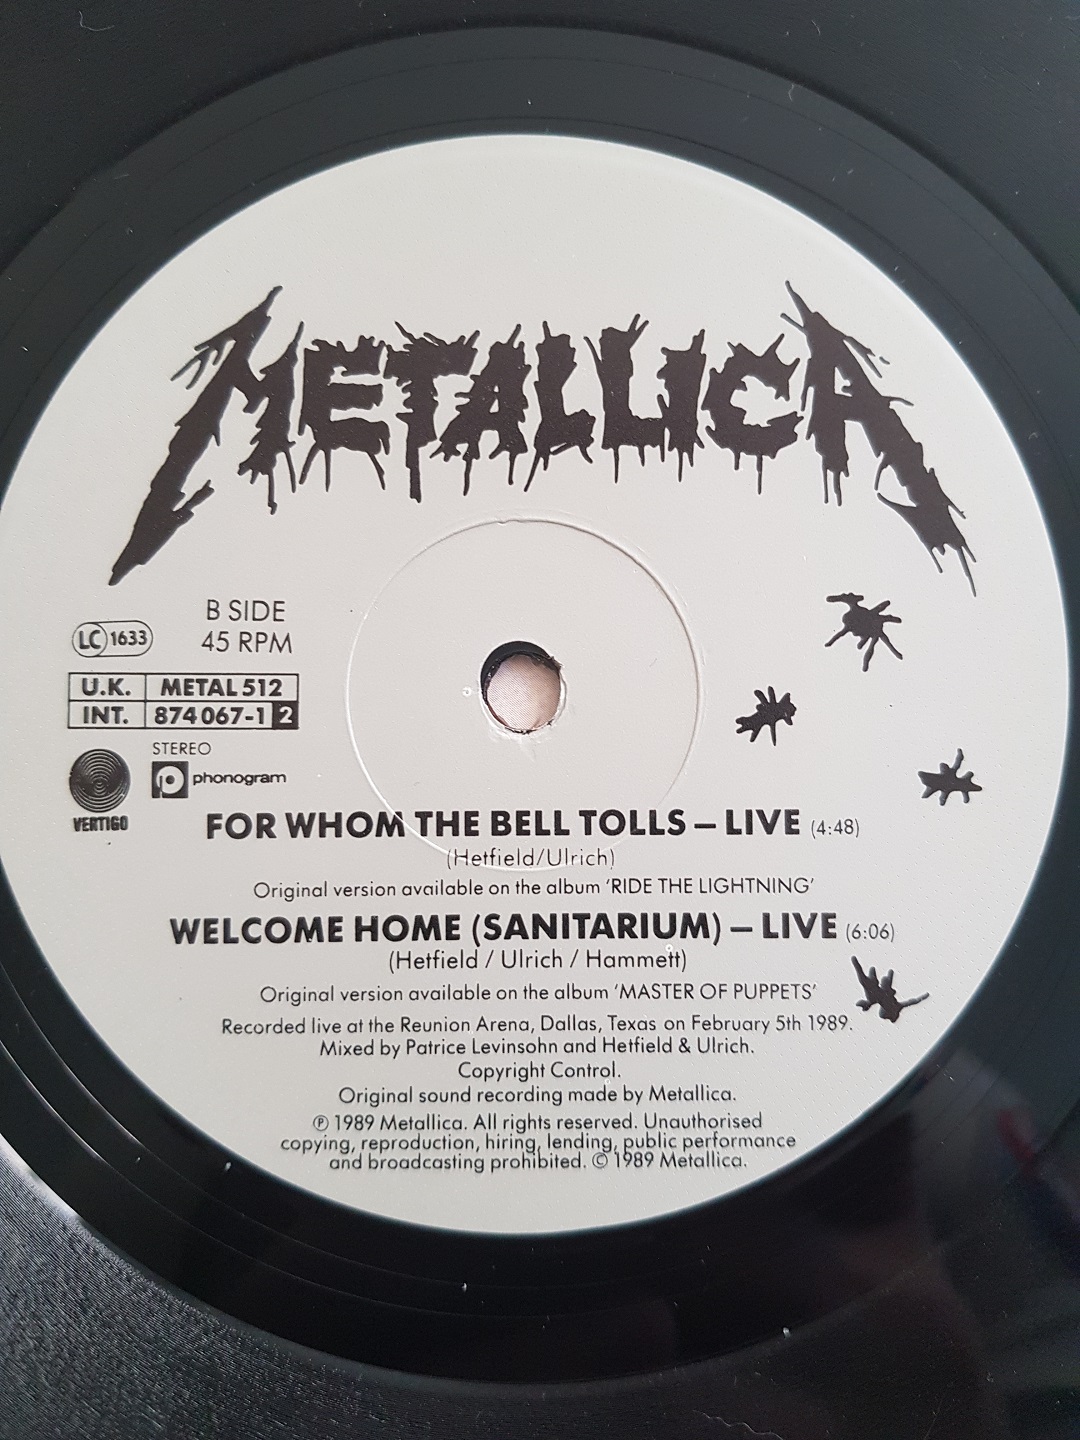 METALLICA
B SIDE
45 RPM
LC 1633
U.K. METAL 512
INT. 874 067-1 2
STEREO
phonogram
VERTIGO
FOR WHOM THE BELL TOLLS – LIVE (4:48)
(Hetfield/Ulrich)
Original version available on the album ‘RIDE THE LIGHTNING’
WELCOME HOME (SANITARIUM) – LIVE (6:06)
(Hetfield / Ulrich / Hammett)
Original version available on the album ‘MASTER OF PUPPETS’
Recorded live at the Reunion Arena, Dallas, Texas on February 5th 1989.
Mixed by Patrice Levinsohn and Hetfield & Ulrich.
Copyright Control.
Original sound recording made by Metallica.
℗ 1989 Metallica. All rights reserved. Unauthorised
copying, reproduction, hiring, lending, public performance
and broadcasting prohibited. © 1989 Metallica.